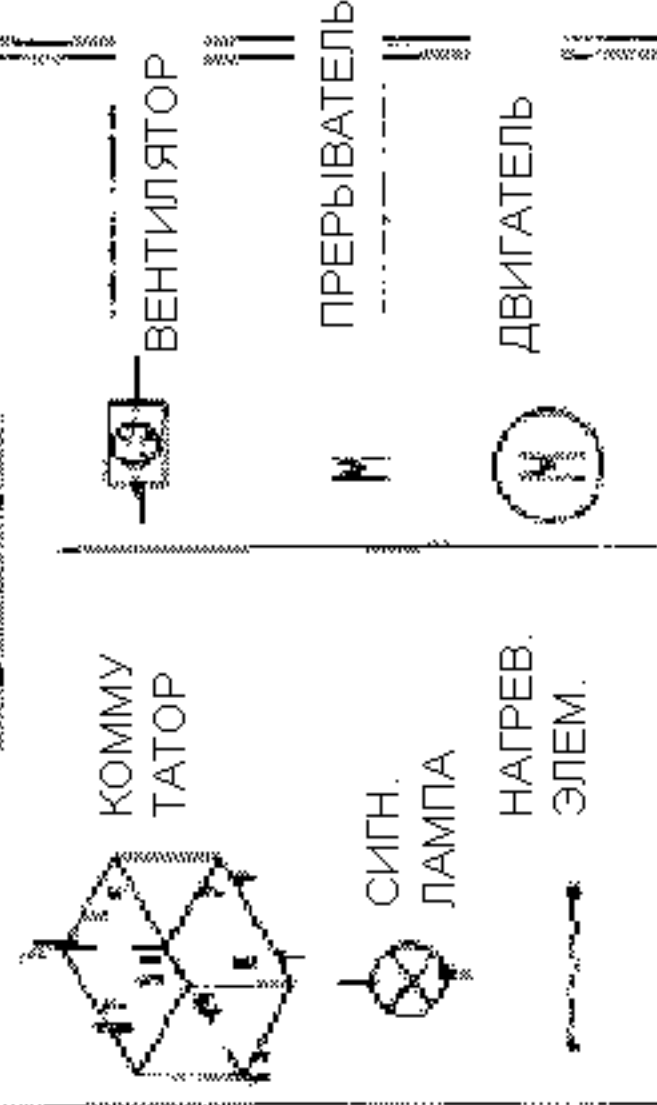 КОММУ
ТАТОР
ВЕНТИЛЯТОР
СИГН.
ЛАМПА
ПРЕРЫВАТЕЛЬ
НАГРЕВ.
ЭЛЕМ.
ДВИГАТЕЛЬ